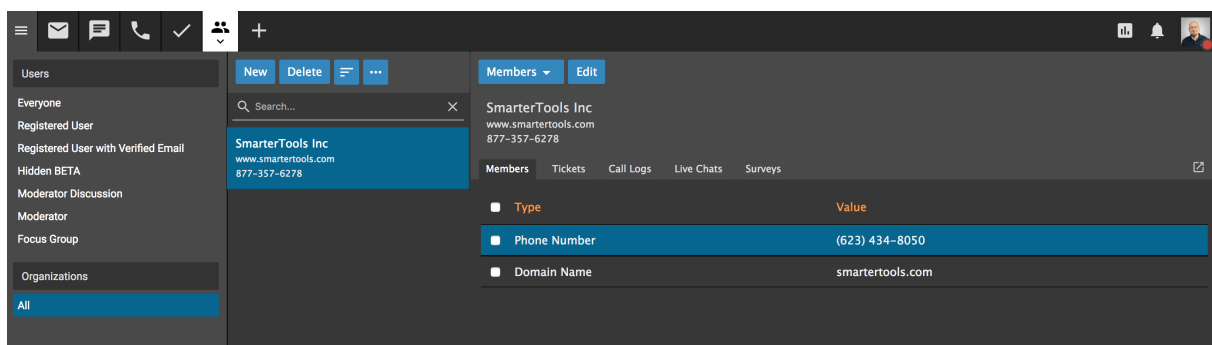 Users
Everyone
Registered User
Registered User with Verified Email
Hidden BETA
Moderator Discussion
Moderator
Focus Group
Organizations
All
New Delete
Search...
SmarterTools Inc
www.smartertools.com
877-357-6278
Members Edit
SmarterTools Inc
www.smartertools.com
877-357-6278
Members Tickets Call Logs Live Chats Surveys
Type Value
Phone Number (623) 434-8050
Domain Name smartertools.com